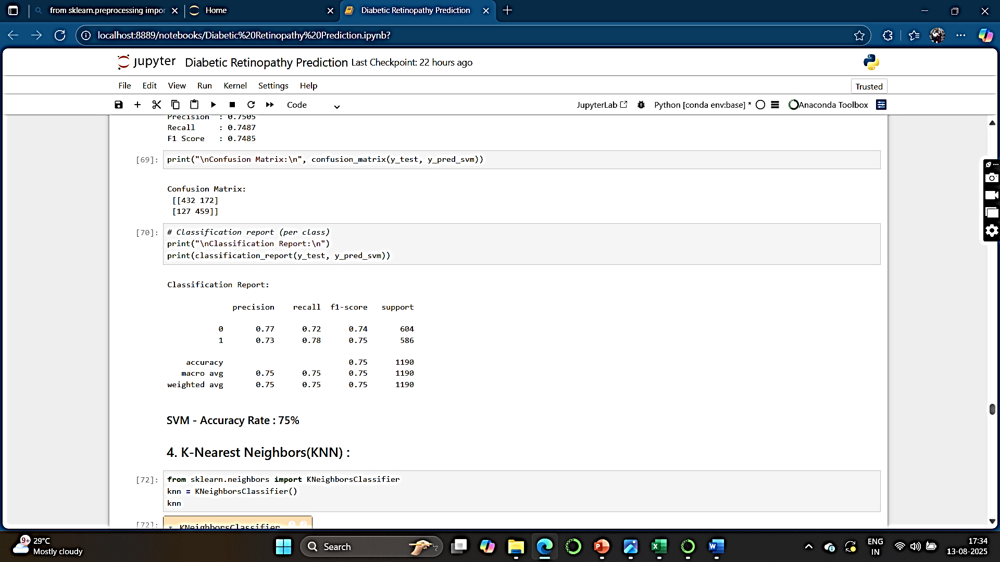 from sklearn.preprocessing impor
Home
Diabetic Retinopathy Prediction
localhost:8889/notebooks/Diabetic%20Retinopathy%20Prediction.ipynb?
jupyter Diabetic Retinopathy Prediction Last Checkpoint: 22 hours ago
File Edit View Run Kernel Settings Help
Trusted
Code
JupyterLab
Python [conda env:base] *
Anaconda Toolbox
Precision : 0.7505
Recall : 0.7487
F1 Score : 0.7485
[69]: print("\nConfusion Matrix:\n", confusion_matrix(y_test, y_pred_svm))
Confusion Matrix:
[[432 172]
[127 459]]
[70]: # Classification report (per class)
print("\nClassification Report:\n")
print(classification_report(y_test, y_pred_svm))
Classification Report:
precision recall f1-score support
0 0.77 0.72 0.74 604
1 0.73 0.78 0.75 586
accuracy 0.75 1190
macro avg 0.75 0.75 0.75 1190
weighted avg 0.75 0.75 0.75 1190
SVM - Accuracy Rate : 75%
4. K-Nearest Neighbors(KNN) :
[72]: from sklearn.neighbors import KNeighborsClassifier
knn = KNeighborsClassifier()
knn
[72]: KNeighborsClassifier
9+
29°C
Mostly cloudy
Search
ENG
IN
17:34
13-08-2025